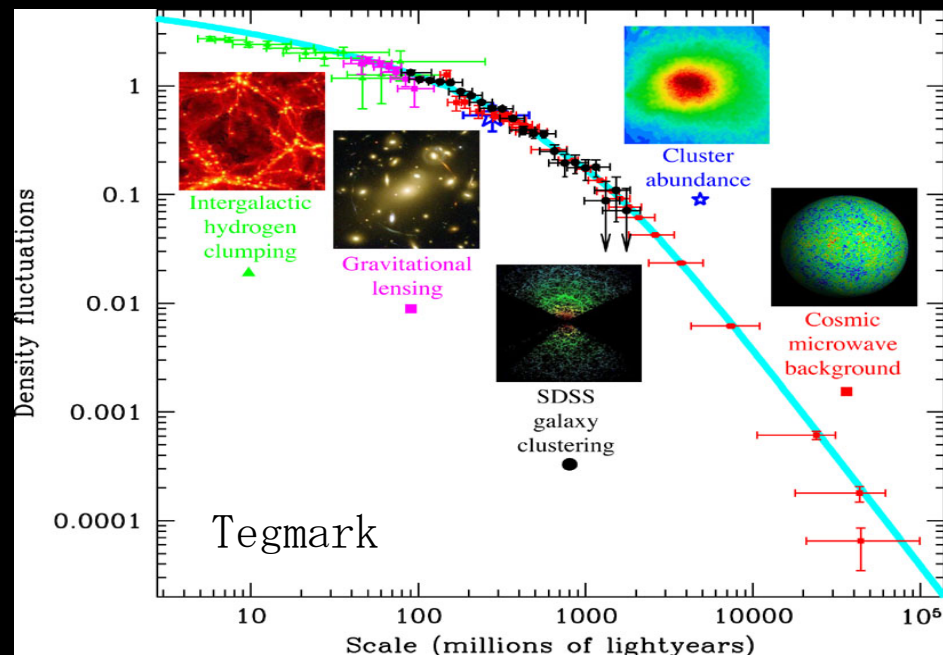 Density fluctuations
1
0.1
0.01
0.001
0.0001
Intergalactic
hydrogen
clumping
Gravitational
lensing
SDSS
galaxy
clustering
Cluster
abundance
Cosmic
microwave
background
Tegmark
10 100 1000 10000 10⁵
Scale (millions of lightyears)